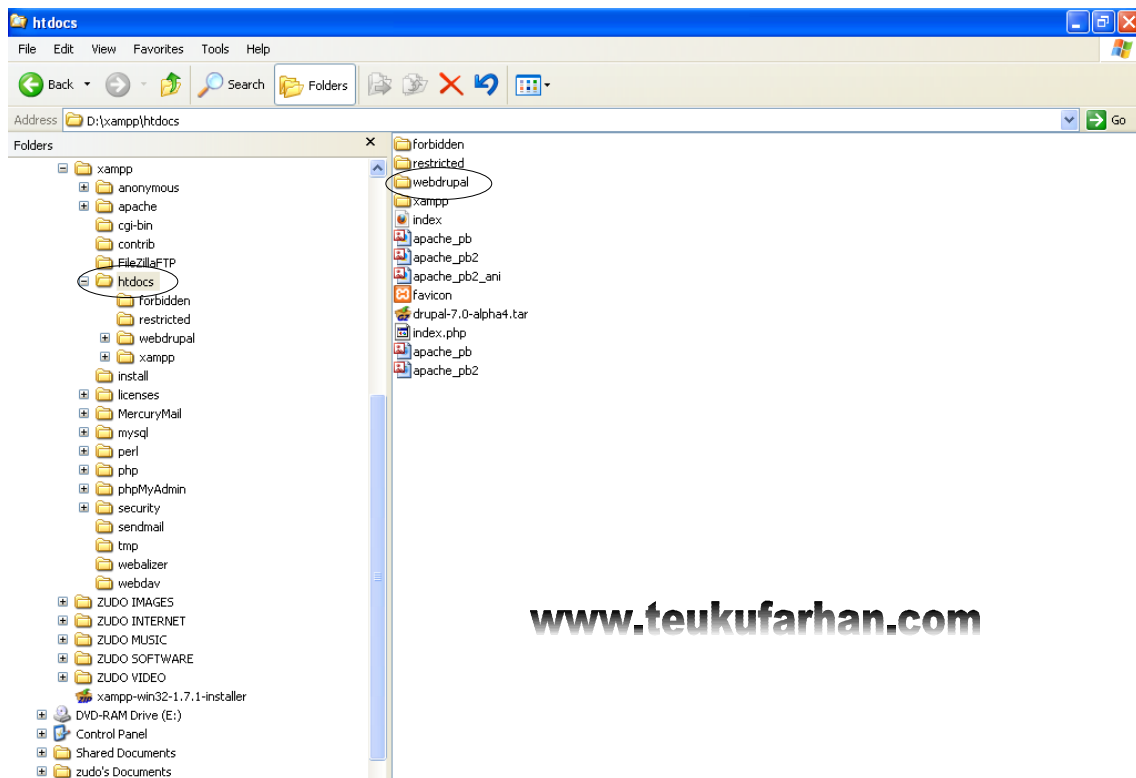 htdocs
File Edit View Favorites Tools Help
Back Search Folders
Address D:\xampp\htdocs Go
Folders
xampp
anonymous
apache
cgi-bin
contrib
FileZillaFTP
htdocs
forbidden
restricted
webdrupal
xampp
install
licenses
MercuryMail
mysql
perl
php
phpMyAdmin
security
sendmail
tmp
webalizer
webdav
ZUDO IMAGES
ZUDO INTERNET
ZUDO MUSIC
ZUDO SOFTWARE
ZUDO VIDEO
xampp-win32-1.7.1-installer
DVD-RAM Drive (E:)
Control Panel
Shared Documents
zudo's Documents
forbidden
restricted
webdrupal
xampp
index
apache_pb
apache_pb2
apache_pb2_ani
favicon
drupal-7.0-alpha4.tar
index.php
apache_pb
apache_pb2
www.teukufarhan.com